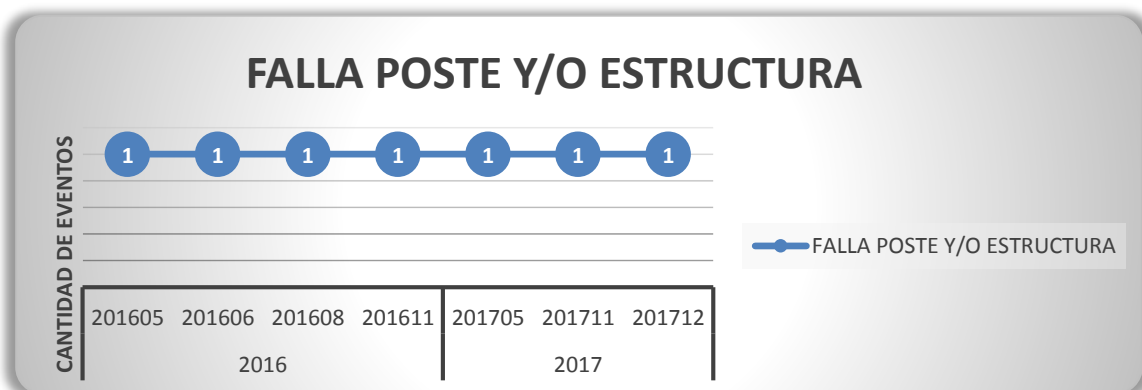 FALLA POSTE Y/O ESTRUCTURA
CANTIDAD DE EVENTOS
1 1 1 1 1 1 1
FALLA POSTE Y/O ESTRUCTURA
201605 201606 201608 201611 201705 201711 201712
2016 2017